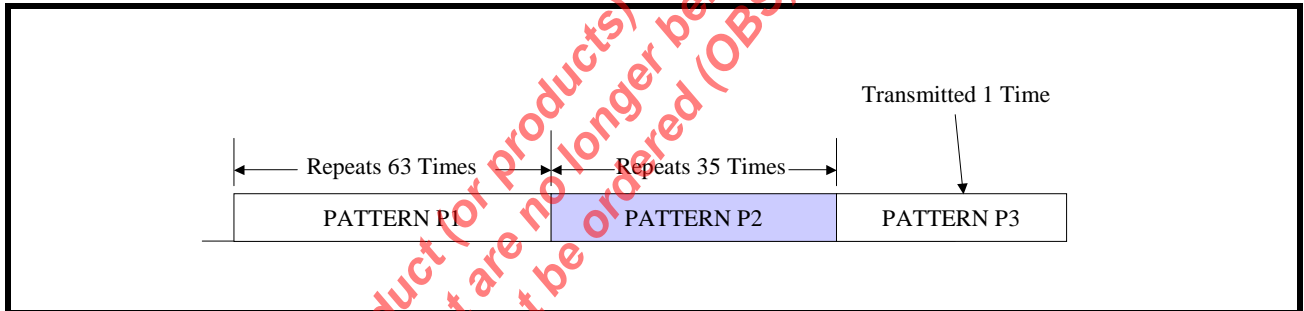 Transmitted 1 Time
Repeats 63 Times
Repeats 35 Times
PATTERN P1
PATTERN P2
PATTERN P3
product (or products)
are no longer be
be ordered (OBS)